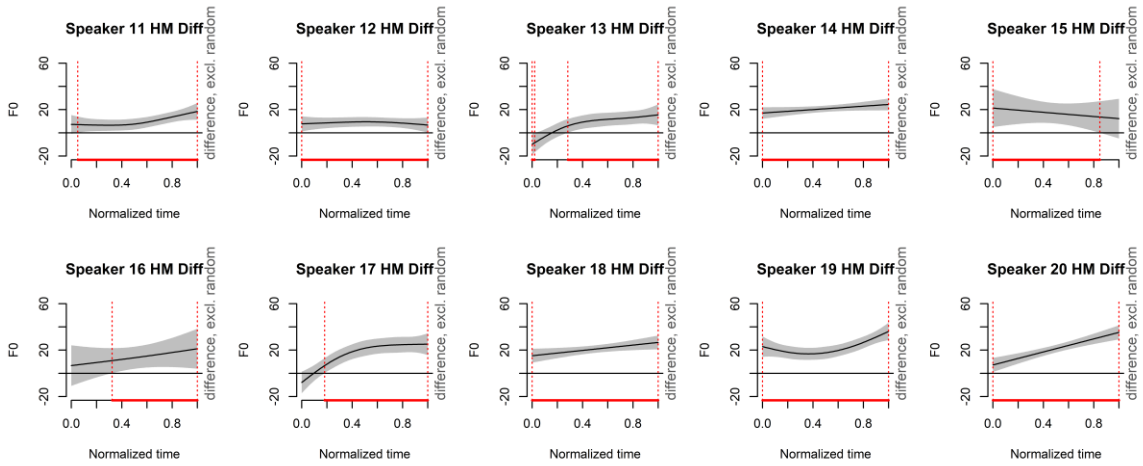 Speaker 11 HM Diff
F0
60
20
-20
0.0 0.4 0.8
Normalized time
difference, excl. random
Speaker 12 HM Diff
F0
60
20
-20
0.0 0.4 0.8
Normalized time
difference, excl. random
Speaker 13 HM Diff
F0
60
20
-20
0.0 0.4 0.8
Normalized time
difference, excl. random
Speaker 14 HM Diff
F0
60
20
-20
0.0 0.4 0.8
Normalized time
difference, excl. random
Speaker 15 HM Diff
F0
60
20
-20
0.0 0.4 0.8
Normalized time
difference, excl. random
Speaker 16 HM Diff
F0
60
20
-20
0.0 0.4 0.8
Normalized time
difference, excl. random
Speaker 17 HM Diff
F0
60
20
-20
0.0 0.4 0.8
Normalized time
difference, excl. random
Speaker 18 HM Diff
F0
60
20
-20
0.0 0.4 0.8
Normalized time
difference, excl. random
Speaker 19 HM Diff
F0
60
20
-20
0.0 0.4 0.8
Normalized time
difference, excl. random
Speaker 20 HM Diff
F0
60
20
-20
0.0 0.4 0.8
Normalized time
difference, excl. random